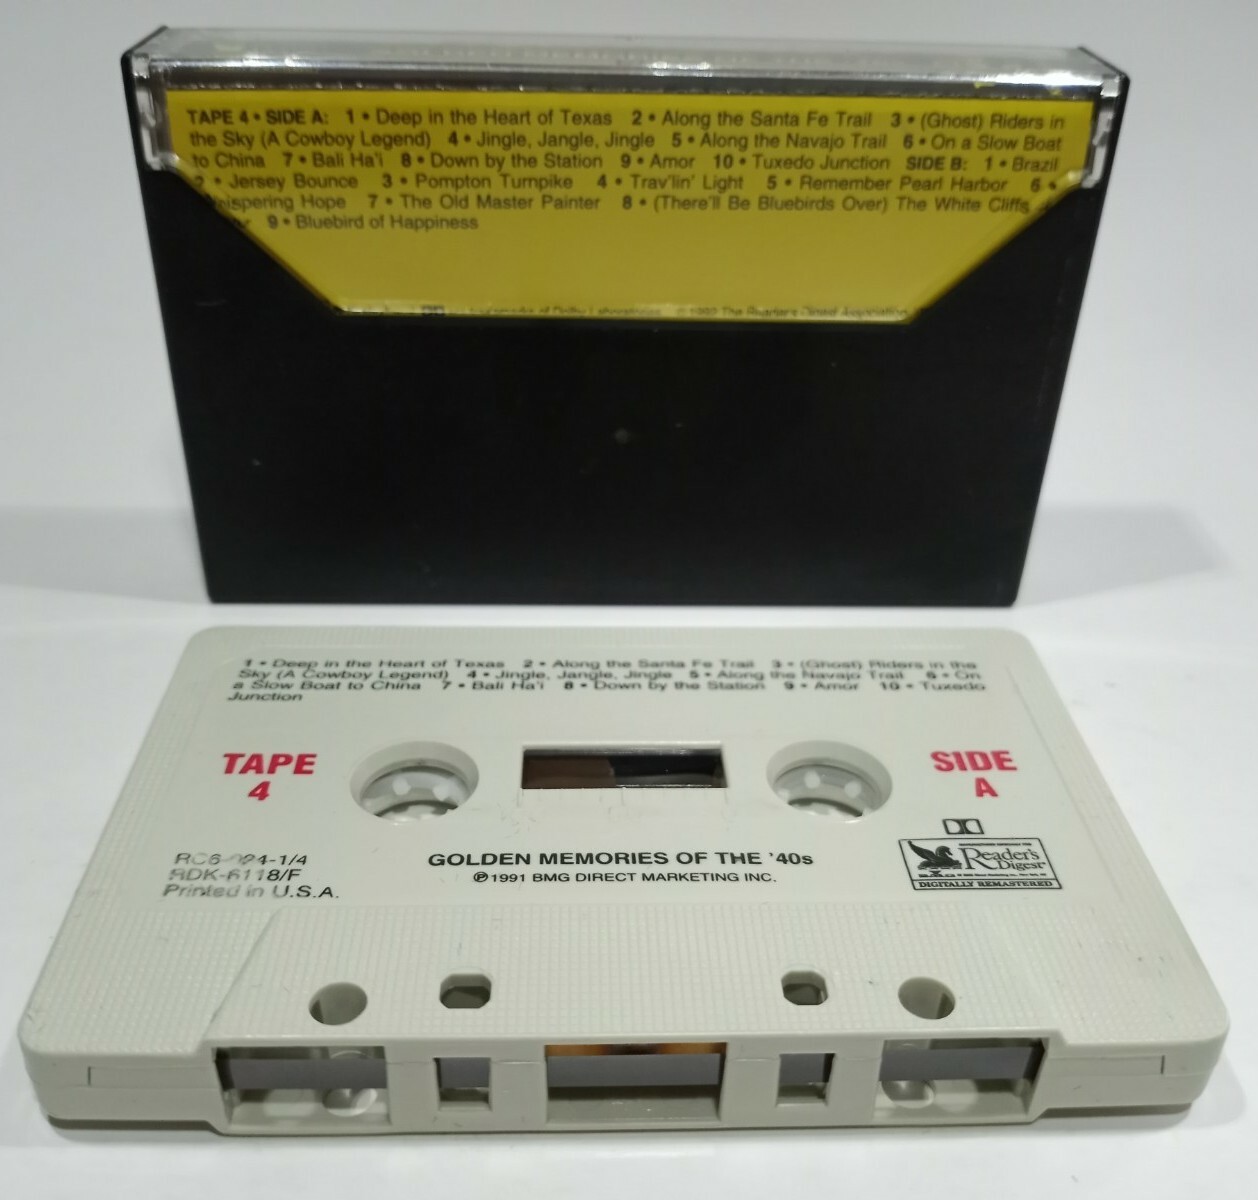 TAPE 4 • SIDE A: 1 • Deep in the Heart of Texas 2 • Along the Santa Fe Trail 3 • (Ghost) Riders in
the Sky (A Cowboy Legend) 4 • Jingle, Jangle, Jingle 5 • Along the Navajo Trail 6 • On a Slow Boat
to China 7 • Bali Ha'i 8 • Down by the Station 9 • Amor 10 • Tuxedo Junction SIDE B: 1 • Brazil
2 • Jersey Bounce 3 • Pompton Turnpike 4 • Trav'lin' Light 5 • Remember Pearl Harbor 6 •
Hope 7 • The Old Master Painter 8 • (There'll Be Bluebirds Over) The White Cliffs
9 • Bluebird of Happiness
trademarks of Dolby Laboratories The Reader's Digest Association
1 • Deep in the Heart of Texas 2 • Along the Santa Fe Trail 3 • (Ghost) Riders in the
Sky (A Cowboy Legend) 4 • Jingle, Jangle, Jingle 5 • Along the Navajo Trail 6 • On
a Slow Boat to China 7 • Bali Ha'i 8 • Down by the Station 9 • Amor 10 • Tuxedo
Junction
TAPE
4
SIDE
A
RDK-6118/F
Printed in U.S.A.
GOLDEN MEMORIES OF THE '40s
℗1991 BMG DIRECT MARKETING INC.
Reader's
Digest
DIGITALLY REMASTERED